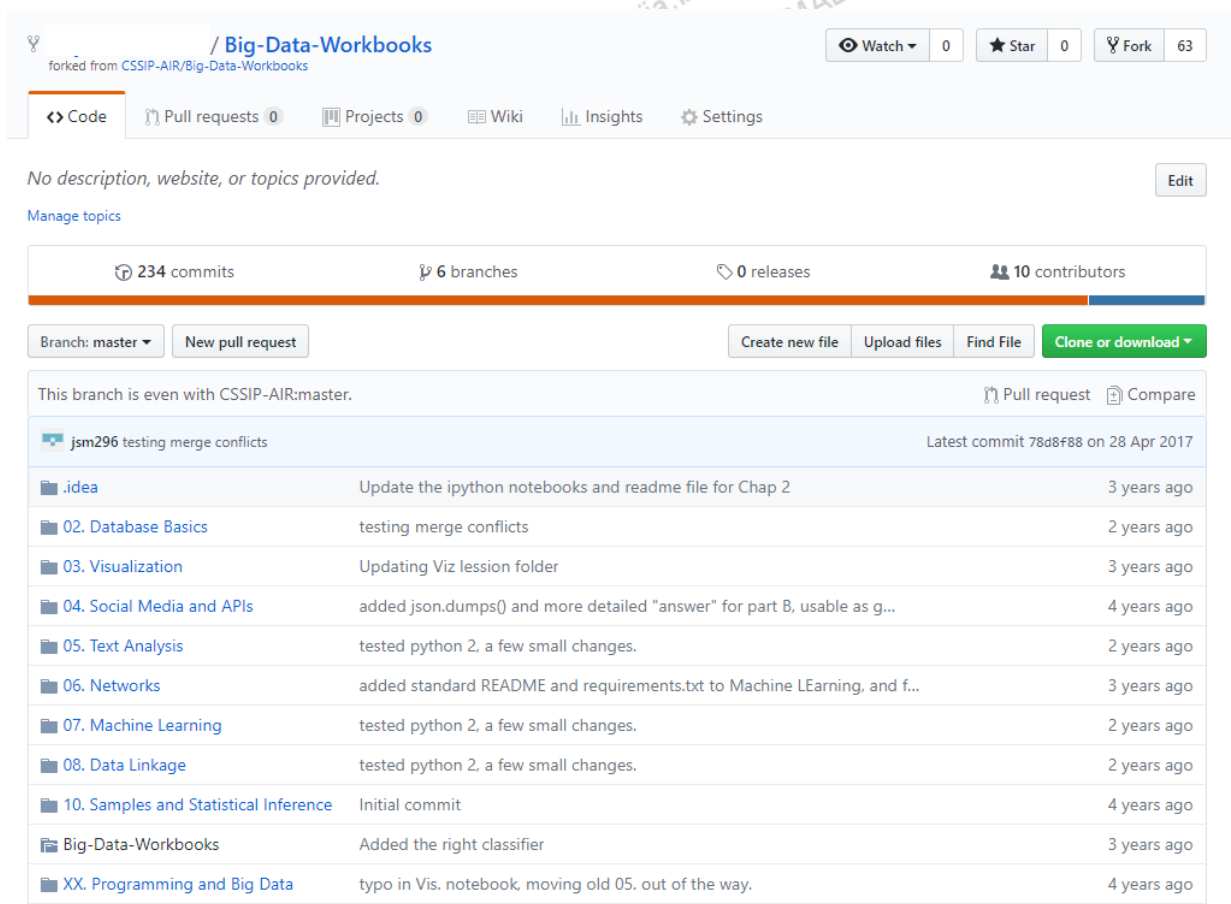 / Big-Data-Workbooks
Watch 0 Star 0 Fork 63
forked from CSSIP-AIR/Big-Data-Workbooks
Code Pull requests 0 Projects 0 Wiki Insights Settings
No description, website, or topics provided. Edit
Manage topics
234 commits 6 branches 0 releases 10 contributors
Branch: master New pull request Create new file Upload files Find File Clone or download
This branch is even with CSSIP-AIR:master. Pull request Compare
jsm296 testing merge conflicts Latest commit 78d8f88 on 28 Apr 2017
.idea Update the ipython notebooks and readme file for Chap 2 3 years ago
02. Database Basics testing merge conflicts 2 years ago
03. Visualization Updating Viz lession folder 3 years ago
04. Social Media and APIs added json.dumps() and more detailed "answer" for part B, usable as g... 4 years ago
05. Text Analysis tested python 2, a few small changes. 2 years ago
06. Networks added standard README and requirements.txt to Machine LEarning, and f... 3 years ago
07. Machine Learning tested python 2, a few small changes. 2 years ago
08. Data Linkage tested python 2, a few small changes. 2 years ago
10. Samples and Statistical Inference Initial commit 4 years ago
Big-Data-Workbooks Added the right classifier 3 years ago
XX. Programming and Big Data typo in Vis. notebook, moving old 05. out of the way. 4 years ago